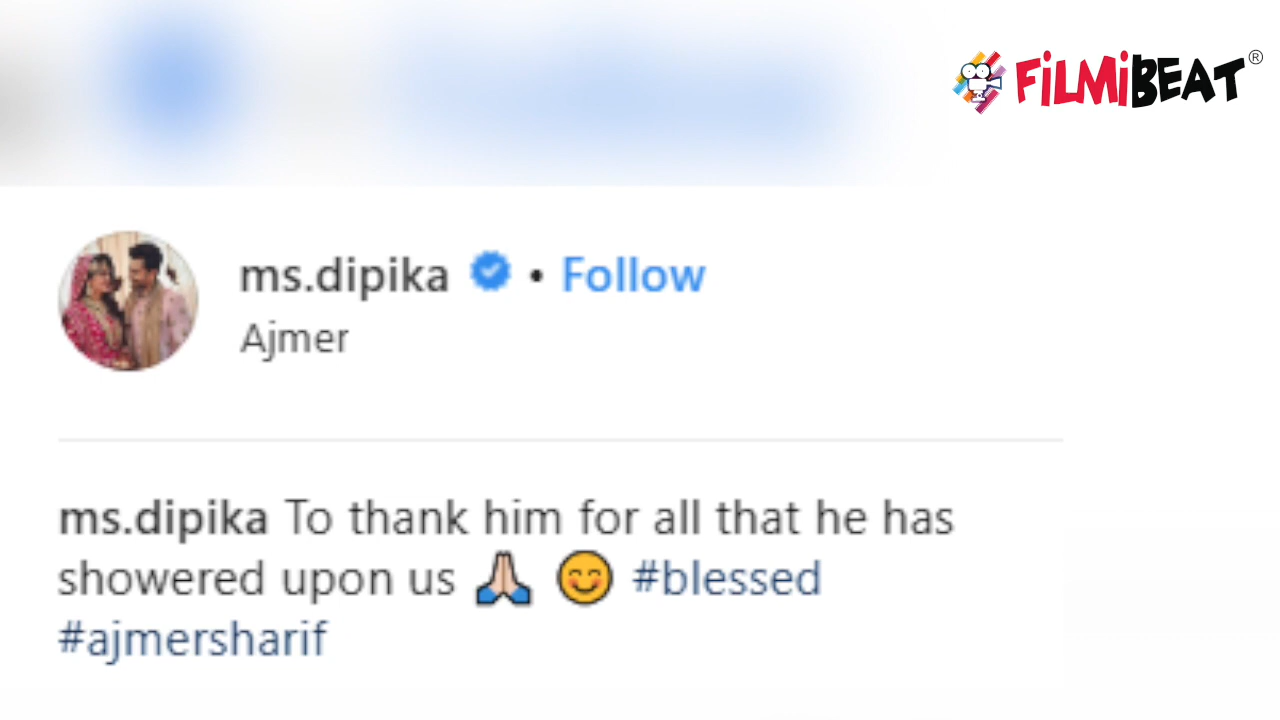 FiLMiBEAT®
ms.dipika • Follow
Ajmer
ms.dipika To thank him for all that he has
showered upon us 🙏🏻 😊 #blessed
#ajmersharif